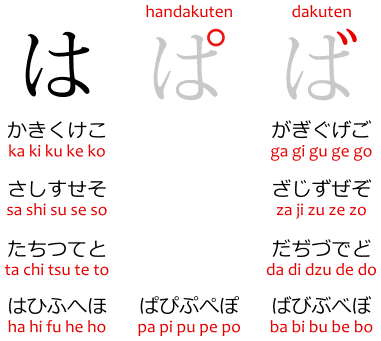 handakuten dakuten
は ぱ ば
かきくけこ がぎぐげご
ka ki ku ke ko ga gi gu ge go
さしすせそ ざじずぜぞ
sa shi su se so za ji zu ze zo
たちつてと だぢづでど
ta chi tsu te to da di dzu de do
はひふへほ ぱぴぷぺぽ ばびぶべぼ
ha hi fu he ho pa pi pu pe po ba bi bu be bo